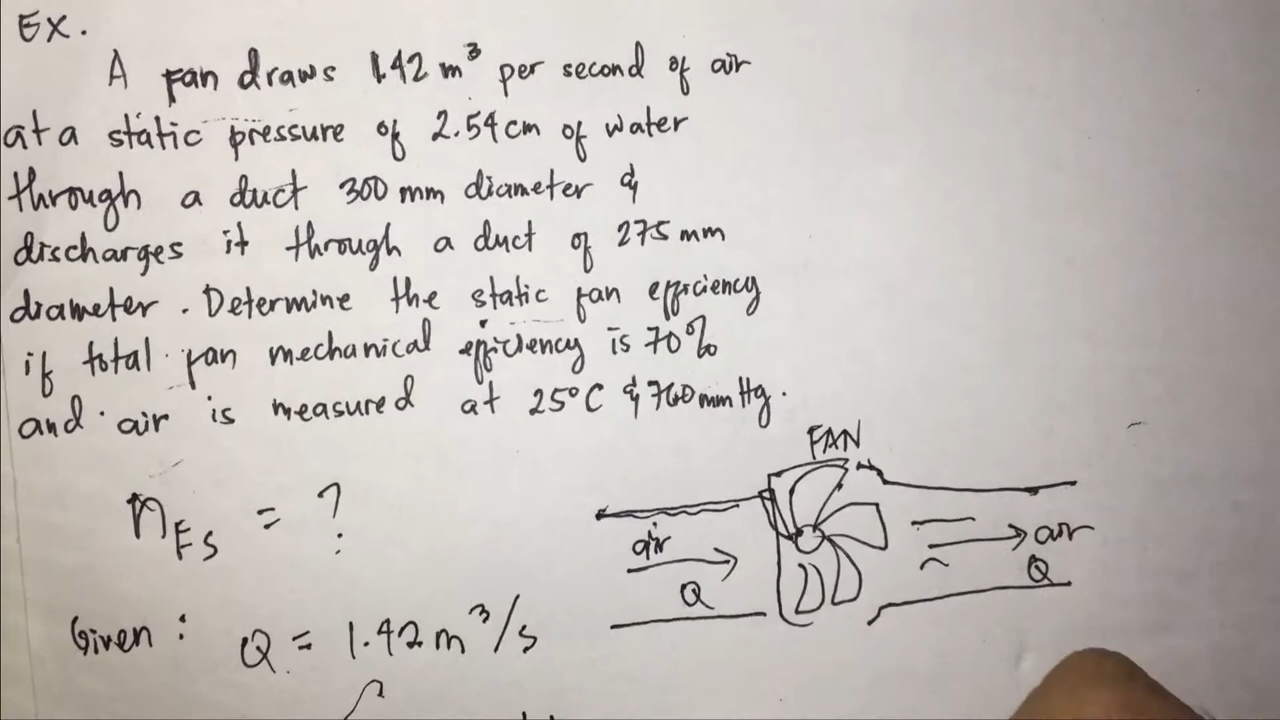 EX.
A Fan draws 1.42 m³ per second of air
at a static pressure of 2.54 cm of water
through a duct 300 mm diameter &
discharges it through a duct of 275 mm
diameter. Determine the static fan efficiency
if total fan mechanical efficiency is 70%
and air is measured at 25°C & 760 mm Hg.
FAN
η_FS = ?
air
Q
air
Q
Given : Q = 1.42 m³/s